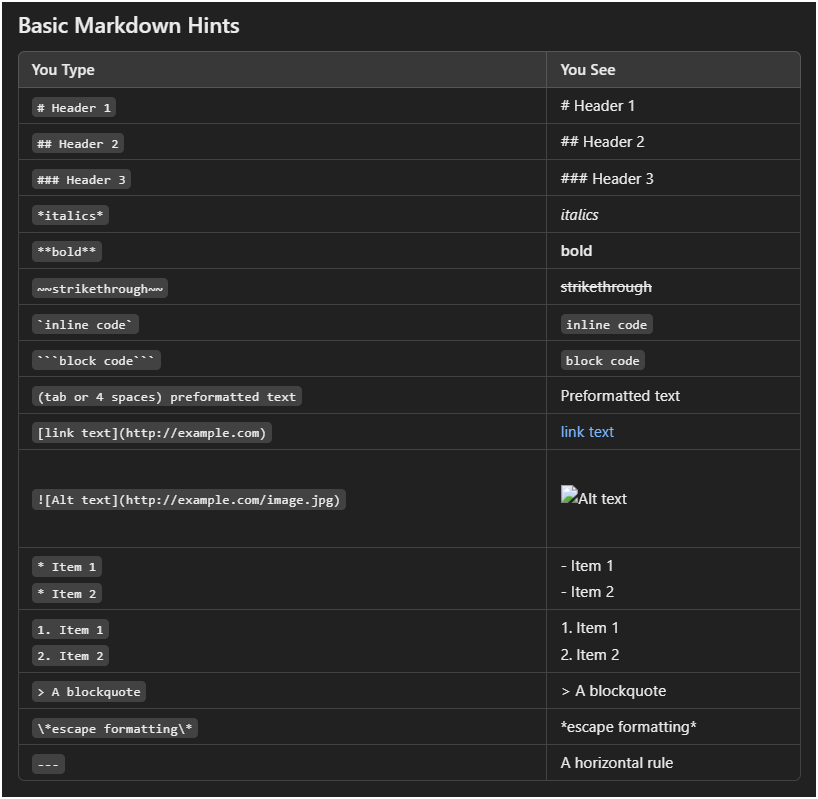 Basic Markdown Hints
You Type You See
# Header 1 # Header 1
## Header 2 ## Header 2
### Header 3 ### Header 3
*italics* italics
**bold** bold
~~strikethrough~~ strikethrough
`inline code` inline code
```block code``` block code
(tab or 4 spaces) preformatted text Preformatted text
[link text](http://example.com) link text
![Alt text](http://example.com/image.jpg) Alt text
* Item 1 - Item 1
* Item 2 - Item 2
1. Item 1 1. Item 1
2. Item 2 2. Item 2
> A blockquote > A blockquote
\*escape formatting\* *escape formatting*
--- A horizontal rule